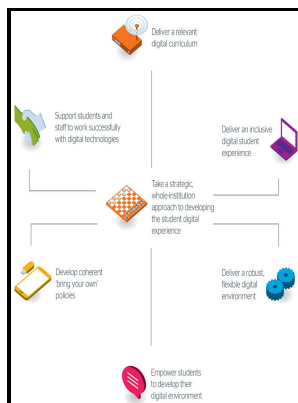 Deliver a relevant
digital curriculum
Support students and
staff to work successfully
with digital technologies
Deliver an inclusive
digital student
experience
Take a strategic,
whole-institution
approach to developing
the student digital
experience
Develop coherent
'bring your own'
policies
Deliver a robust,
flexible digital
environment
Empower students
to develop their
digital environment